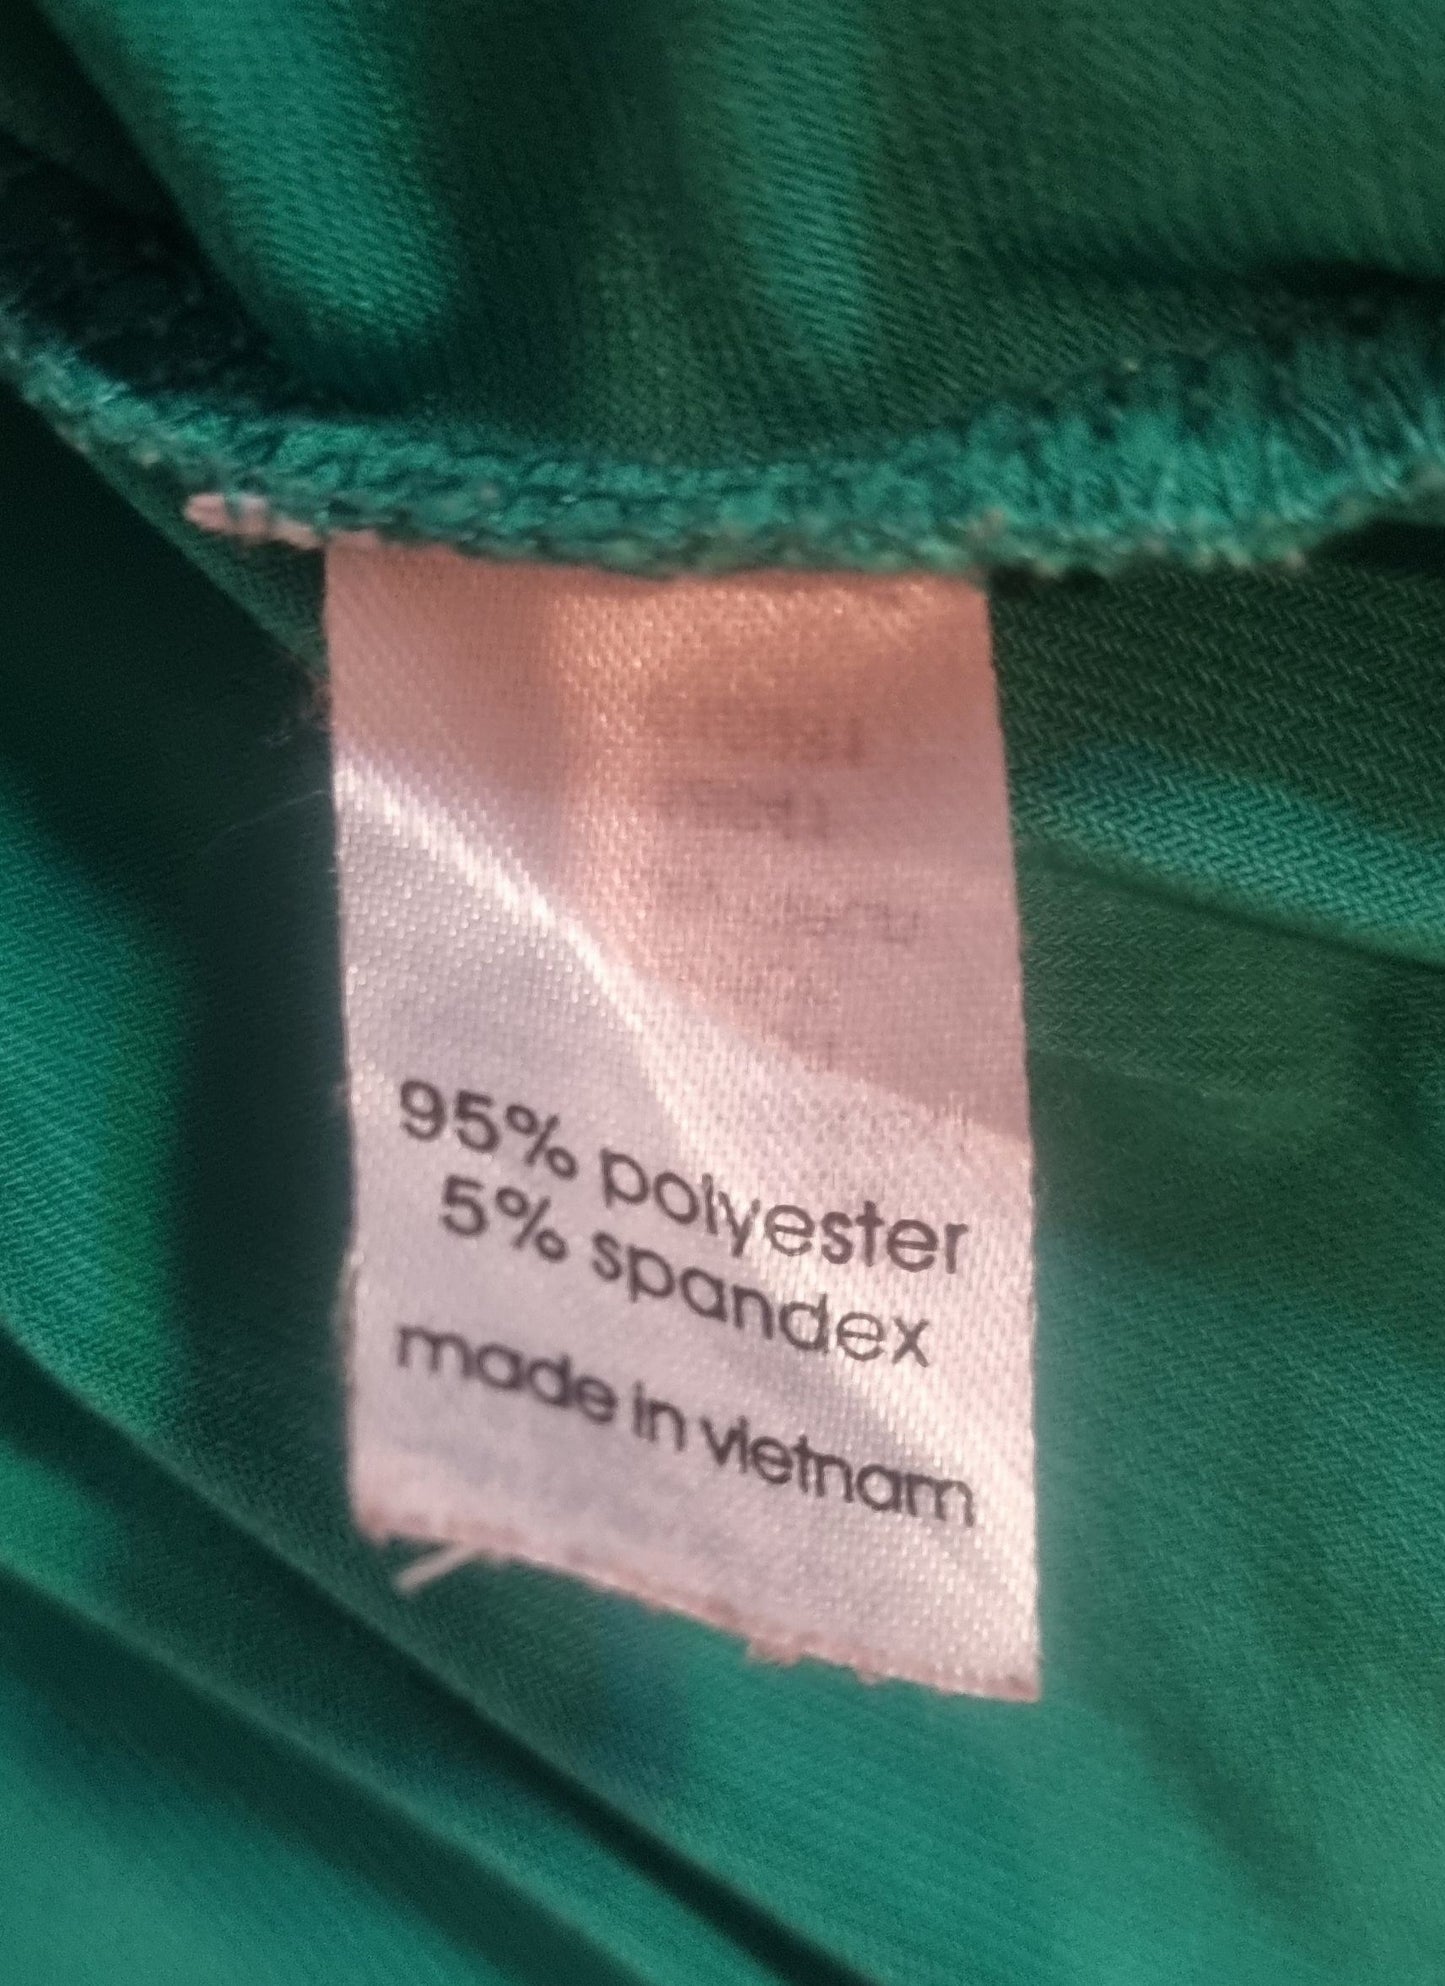 95% polyester
5% spandex
made in vietnam